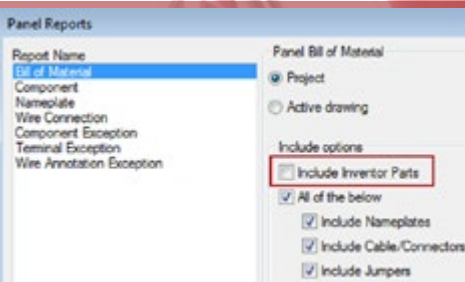 Panel Reports
Report Name
Bill of Material
Component
Nameplate
Wire Connection
Component Exception
Terminal Exception
Wire Annotation Exception
Panel Bill of Material
Project
Active drawing
Include options
Include Inventor Parts
All of the below
Include Nameplates
Include Cable/Connectors
Include Jumpers